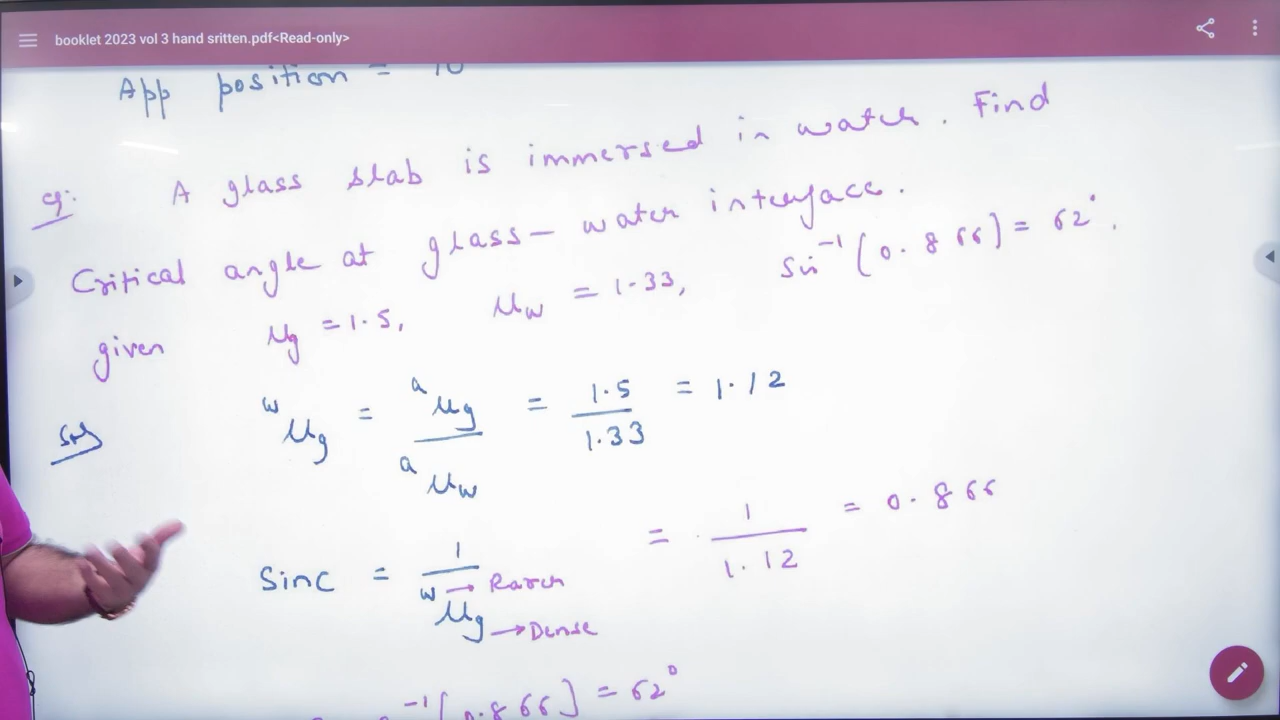 booklet 2023 vol 3 hand sritten.pdf<Read-only>
App position = 10
eg: A glass slab is immersed in water. Find
Critical angle at glass-water interface.
given μg = 1.5, μw = 1.33, sin⁻¹(0.866) = 62°.
Sol wμg = aμg / aμw = 1.5 / 1.33 = 1.12
Sinc = 1 / wμg = 1 / 1.12 = 0.866
→ Rarer
→ Dense
⁻¹[0.866] = 62°